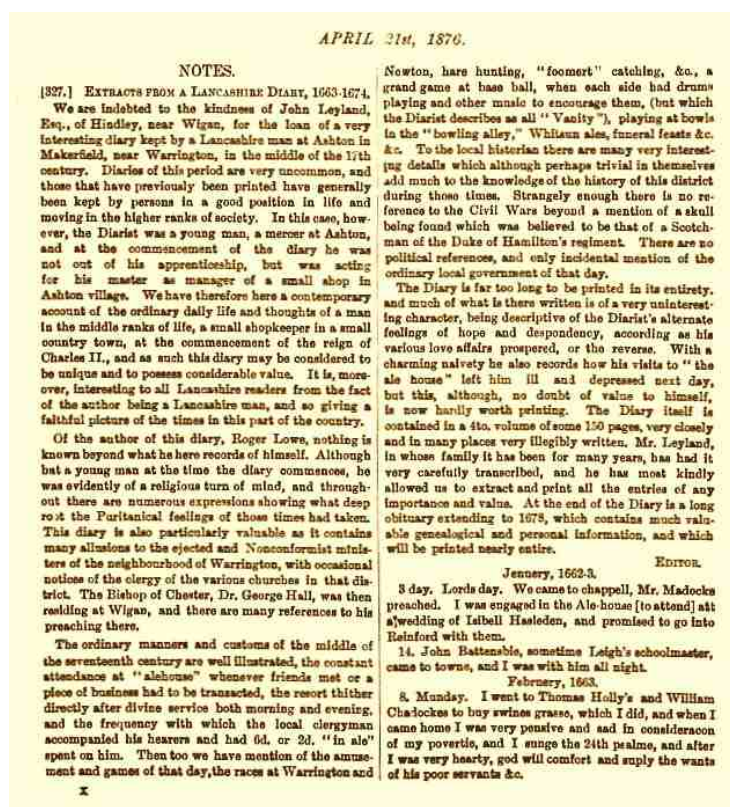 APRIL 21st, 1876.
NOTES.
[327.] EXTRACTS FROM A LANCASHIRE DIARY, 1663-1674.
We are indebted to the kindness of John Leyland,
Esq., of Hindley, near Wigan, for the loan of a very
interesting diary kept by a Lancashire man at Ashton in
Makerfield, near Warrington, in the middle of the 17th
century. Diaries of this period are very uncommon, and
those that have previously been printed have generally
been kept by persons in a good position in life and
moving in the higher ranks of society. In this case, how-
ever, the Diarist was a young man, a mercer at Ashton,
and at the commencement of the diary he was
not out of his apprenticeship, but was acting
for his master as manager of a small shop in
Ashton village. We have therefore here a contemporary
account of the ordinary daily life and thoughts of a man
in the middle ranks of life, a small shopkeeper in a small
country town, at the commencement of the reign of
Charles II., and as such this diary may be considered to
be unique and to possess considerable value. It is, more-
over, interesting to all Lancashire readers from the fact
of the author being a Lancashire man, and so giving a
faithful picture of the times in this part of the country.
Of the author of this diary, Roger Lowe, nothing is
known beyond what he here records of himself. Although
but a young man at the time the diary commences, he
was evidently of a religious turn of mind, and through-
out there are numerous expressions showing what deep
root the Puritanical feelings of those times had taken.
This diary is also particularly valuable as it contains
many allusions to the ejected and Nonconformist minis-
ters of the neighbourhood of Warrington, with occasional
notices of the clergy of the various churches in that dis-
trict. The Bishop of Chester, Dr. George Hall, was then
residing at Wigan, and there are many references to his
preaching there.
The ordinary manners and customs of the middle of
the seventeenth century are well illustrated, the constant
attendance at "alehouse" whenever friends met or a
piece of business had to be transacted, the resort thither
directly after divine service both morning and evening,
and the frequency with which the local clergyman
accompanied his hearers and had 6d. or 2d. "in ale"
spent on him. Then too we have mention of the amuse-
ment and games of that day, the races at Warrington and
X
Newton, hare hunting, "foomert" catching, &c., a
grand game at base ball, when each side had drums
playing and other music to encourage them, (but which
the Diarist describes as all "Vanity"), playing at bowls
in the "bowling alley," Whitsun ales, funeral feasts &c.
&c. To the local historian there are many very interest-
ing details which although perhaps trivial in themselves
add much to the knowledge of the history of this district
during those times. Strangely enough there is no re-
ference to the Civil Wars beyond a mention of a skull
being found which was believed to be that of a Scotch-
man of the Duke of Hamilton's regiment. There are no
political references, and only incidental mention of the
ordinary local government of that day.
The Diary is far too long to be printed in its entirety,
and much of what is there written is of a very uninterest-
ing character, being descriptive of the Diarist's alternate
feelings of hope and despondency, according as his
various love affairs prospered, or the reverse. With a
charming naivety he also records how his visits to "the
ale house" left him ill and depressed next day,
but this, although, no doubt of value to himself,
is now hardly worth printing. The Diary itself is
contained in a 4to. volume of some 150 pages, very closely
and in many places very illegibly written. Mr. Leyland,
in whose family it has been for many years, has had it
very carefully transcribed, and he has most kindly
allowed us to extract and print all the entries of any
importance and value. At the end of the Diary is a long
obituary extending to 1678, which contains much valu-
able genealogical and personal information, and which
will be printed nearly entire.
EDITOR.
Jenuery, 1662-3.
3 day. Lords day. We came to chappell, Mr. Madocks
preached. I was engaged in the Ale-house [to attend] att
a wedding of Isibell Hasleden, and promised to go into
Reinford with them.
14. John Battensbie, sometime Leigh's schoolmaster,
came to towne, and I was with him all night.
Februery, 1663.
8. Munday. I went to Thomas Holly's and William
Chadockes to buy swines grasse, which I did, and when I
came home I was very pensive and sad in consideracon
of my povertie, and I sunge the 24th psalme, and after
I was very hearty, god will comfort and suply the wants
of his poor servants &c.